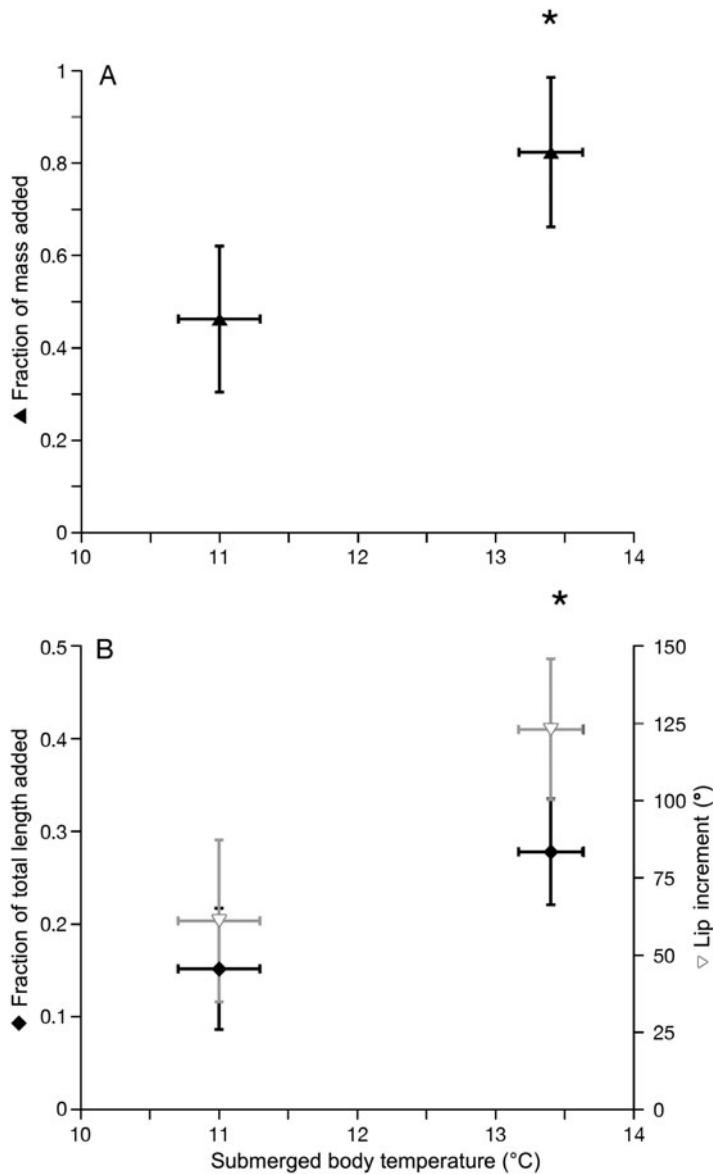 *
A
1
0.8
0.6
0.4
0.2
0
▲ Fraction of mass added
10 11 12 13 14
*
B
0.5
0.4
0.3
0.2
0.1
0
◆ Fraction of total length added
150
125
100
75
50
25
0
▽ Lip increment (°)
10 11 12 13 14
Submerged body temperature (°C)